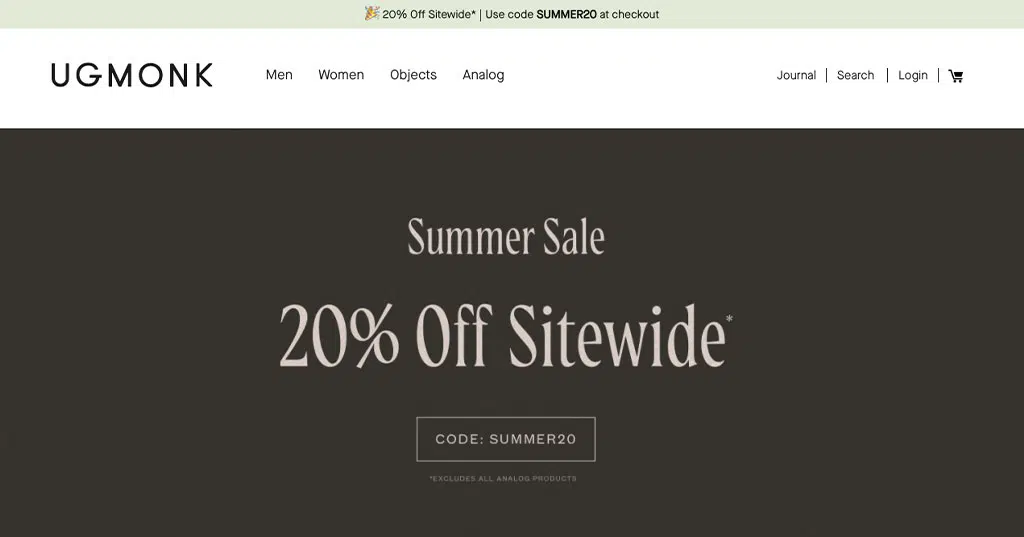 🎉 20% Off Sitewide* | Use code SUMMER20 at checkout
UGMONK
Men Women Objects Analog
Journal | Search | Login |
Summer Sale
20% Off Sitewide*
CODE: SUMMER20
*EXCLUDES ALL ANALOG PRODUCTS